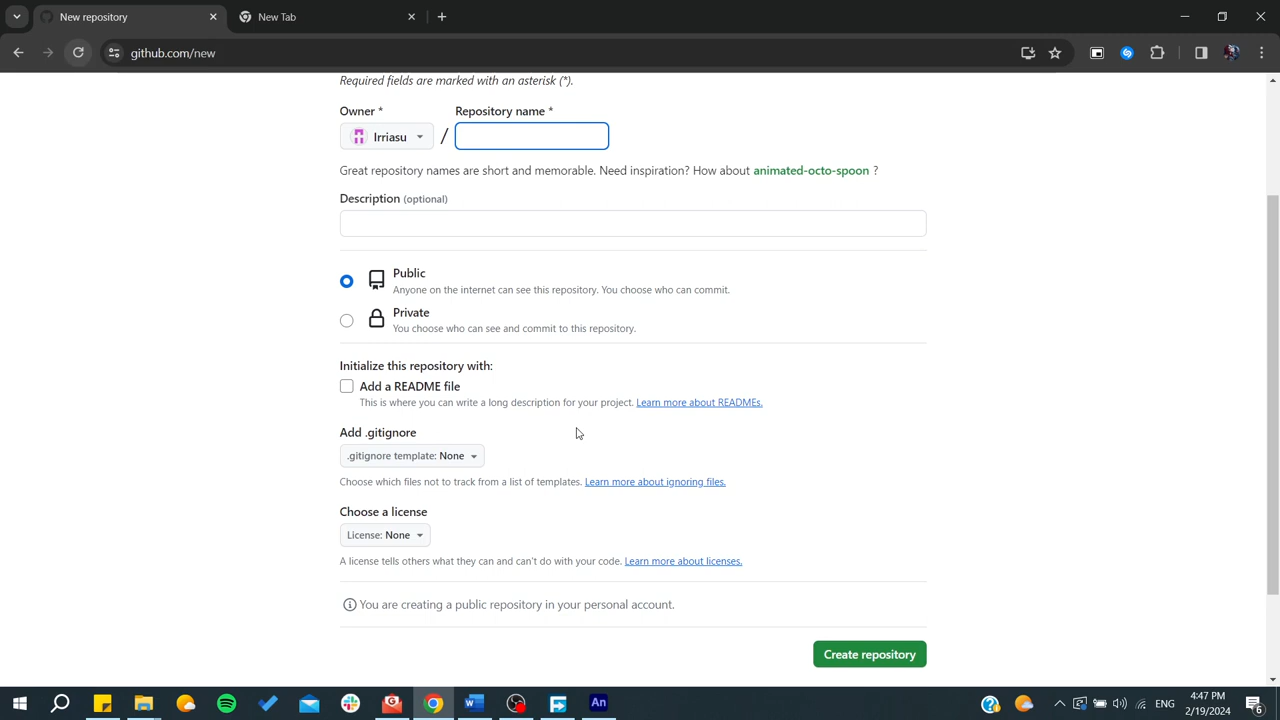 New repository
New Tab
github.com/new
Required fields are marked with an asterisk (*).
Owner *
Repository name *
Irriasu
/
Great repository names are short and memorable. Need inspiration? How about animated-octo-spoon ?
Description (optional)
Public
Anyone on the internet can see this repository. You choose who can commit.
Private
You choose who can see and commit to this repository.
Initialize this repository with:
Add a README file
This is where you can write a long description for your project. Learn more about READMEs.
Add .gitignore
.gitignore template: None
Choose which files not to track from a list of templates. Learn more about ignoring files.
Choose a license
License: None
A license tells others what they can and can't do with your code. Learn more about licenses.
You are creating a public repository in your personal account.
Create repository
An
ENG
4:47 PM
2/19/2024
6